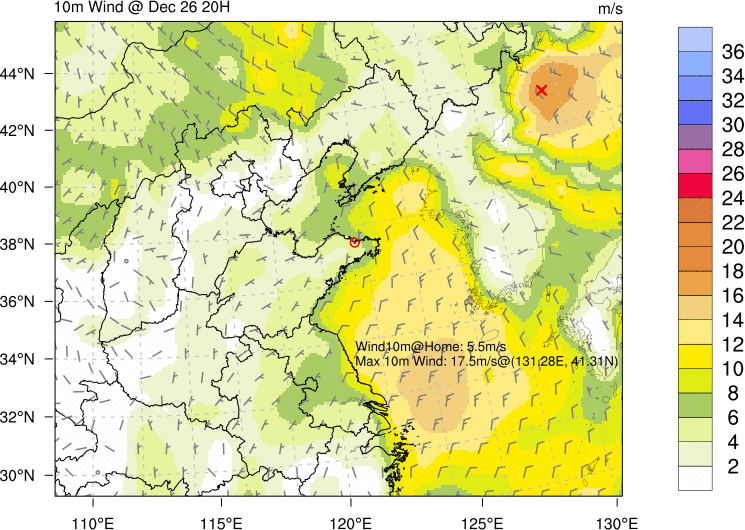 10m Wind @ Dec 26 20H
m/s
44°N
42°N
40°N
38°N
36°N
34°N
32°N
30°N
Wind10m@Home: 5.5m/s
Max 10m Wind: 17.5m/s@(131.28E, 41.31N)
110°E
115°E
120°E
125°E
130°E
36
34
32
30
28
26
24
22
20
18
16
14
12
10
8
6
4
2